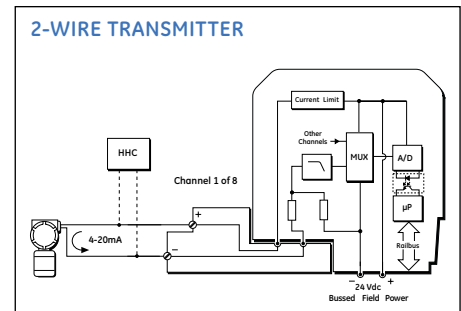 2-WIRE TRANSMITTER
Current Limit
Other
Channels
HHC
MUX
A/D
Channel 1 of 8
µP
+
4-20mA
Railbus
–
– 24 Vdc +
Bussed Field Power